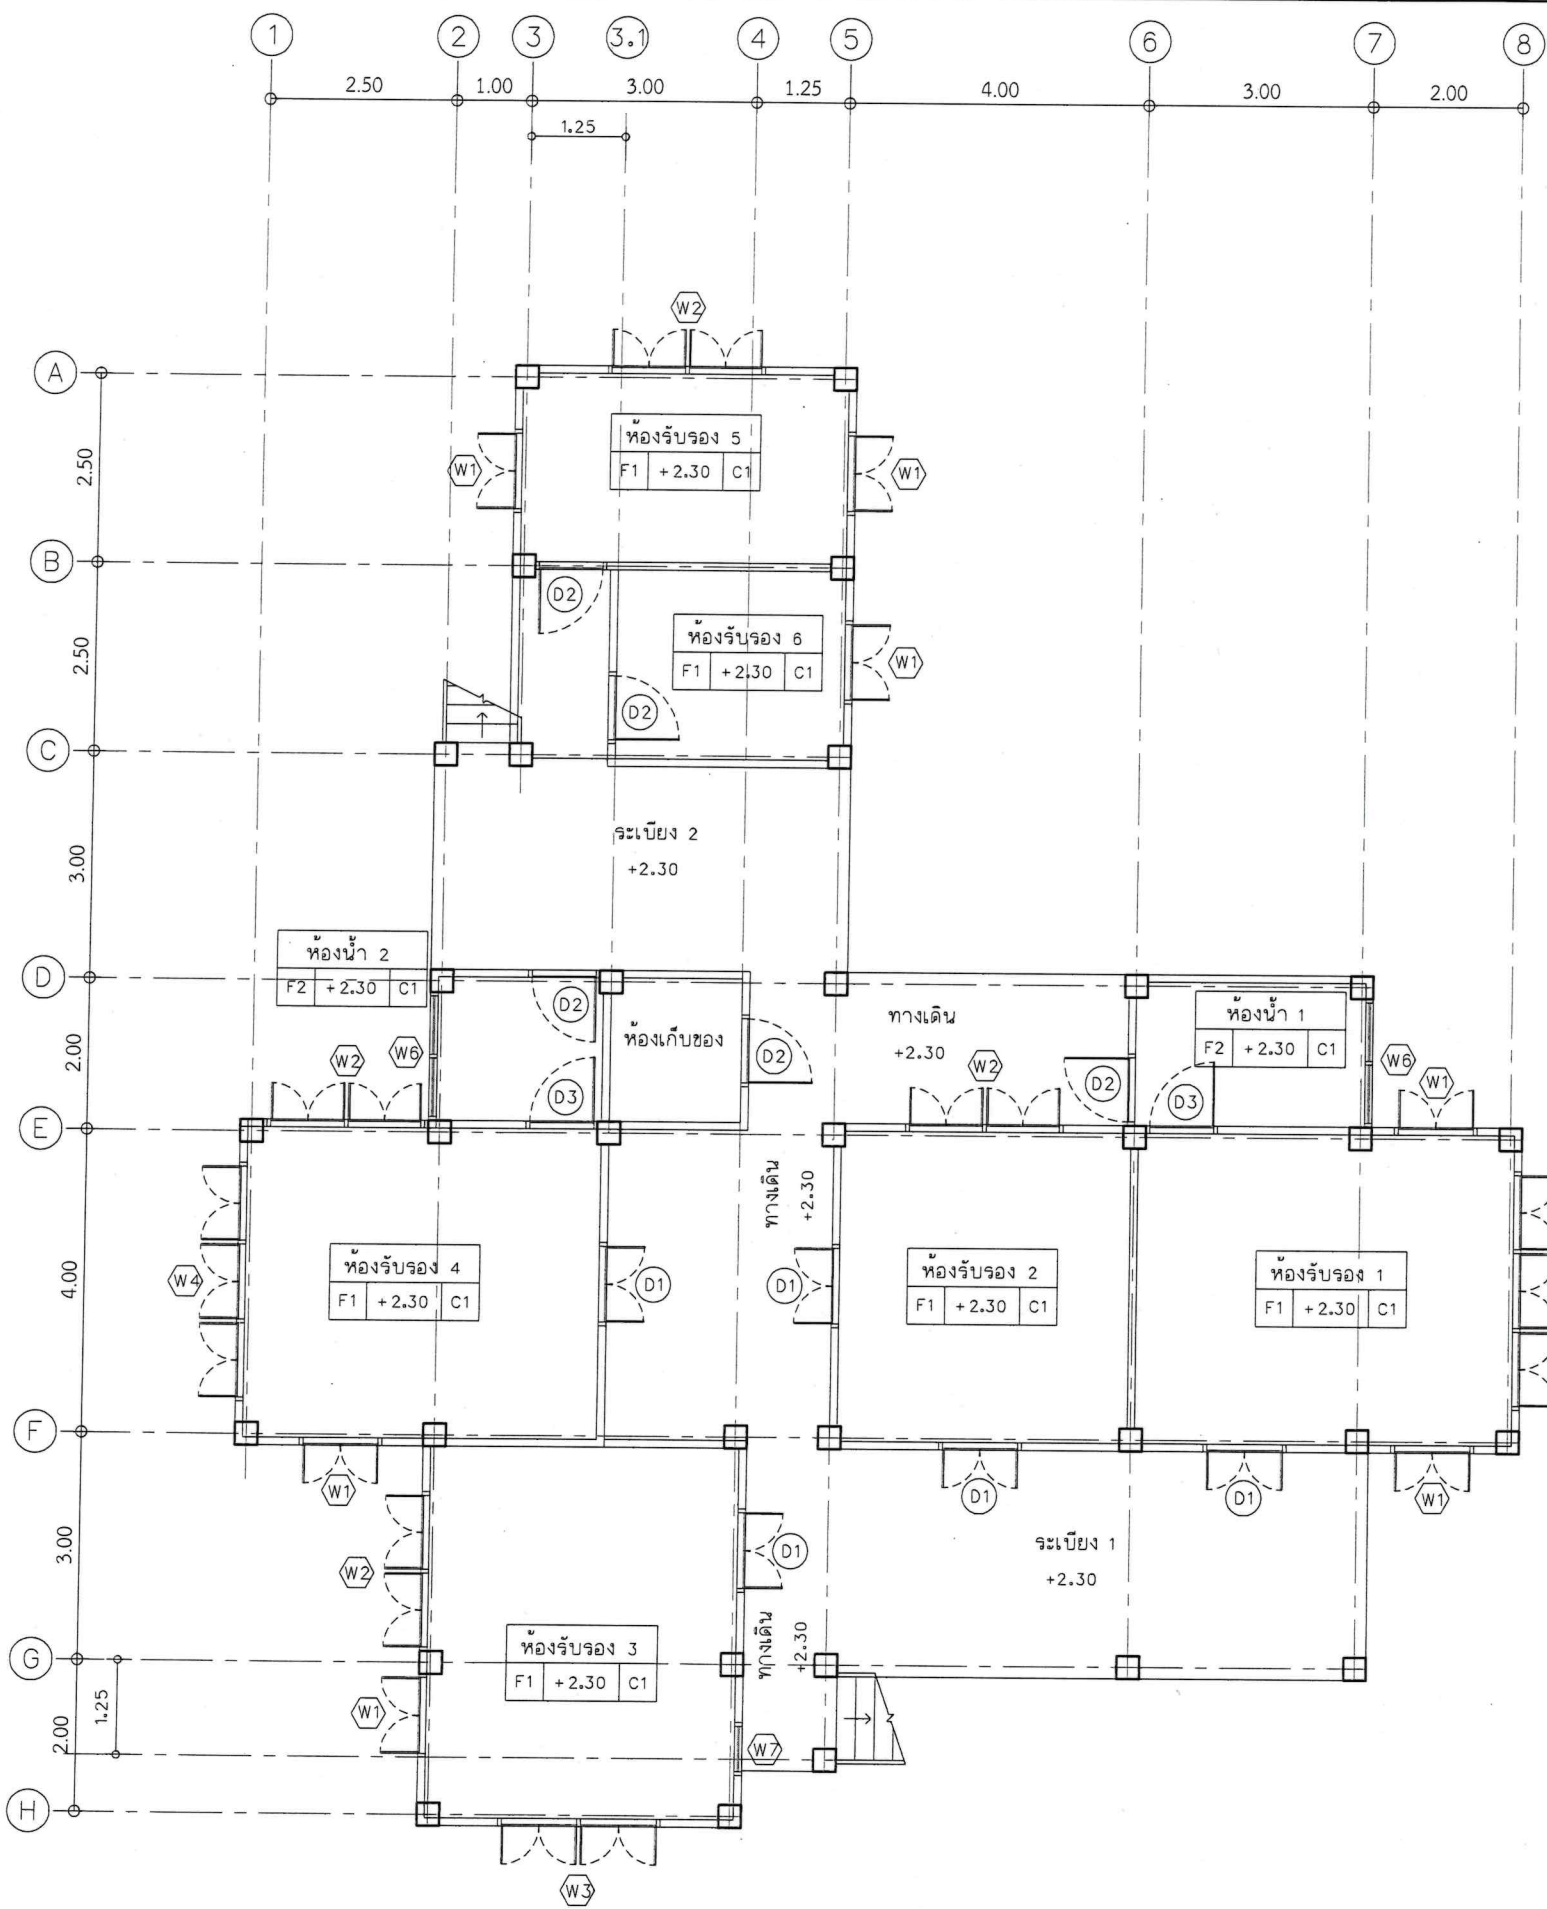 1 2 3 3.1 4 5 6 7 8
2.50 1.00 3.00 1.25 4.00 3.00 2.00
1.25
W2
A
ห้องรับรอง 5
F1 +2.30 C1
W1 W1
2.50
B
D2
ห้องรับรอง 6
F1 +2.30 C1
W1
2.50
D2
C
ระเบียง 2
+2.30
3.00
ห้องน้ำ 2
F2 +2.30 C1
D
D2
ห้องเก็บของ
D2
ทางเดิน
+2.30
ห้องน้ำ 1
F2 +2.30 C1
2.00
W2 W6 W2 D2 W6 W1
D3 D3
E
ทางเดิน
+2.30
ห้องรับรอง 4
F1 +2.30 C1
ห้องรับรอง 2
F1 +2.30 C1
ห้องรับรอง 1
F1 +2.30 C1
4.00
W4 D1 D1
F
W1 D1 D1 W1
3.00
W2
D1
ระเบียง 1
+2.30
G
ห้องรับรอง 3
F1 +2.30 C1
ทางเดิน
+2.30
1.25
2.00
W1
W7
H
W3